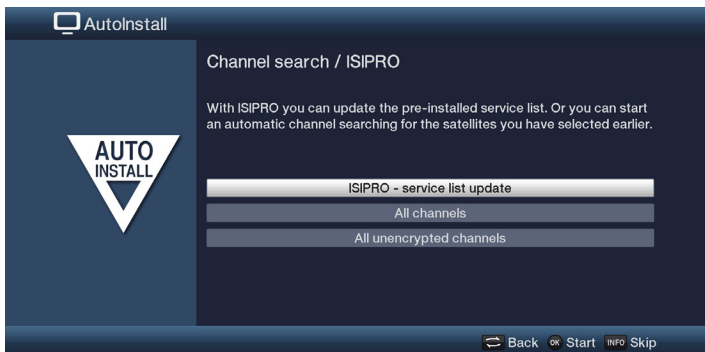 AutoInstall
Channel search / ISIPRO
With ISIPRO you can update the pre-installed service list. Or you can start
an automatic channel searching for the satellites you have selected earlier.
AUTO
INSTALL
ISIPRO - service list update
All channels
All unencrypted channels
Back OK Start INFO Skip